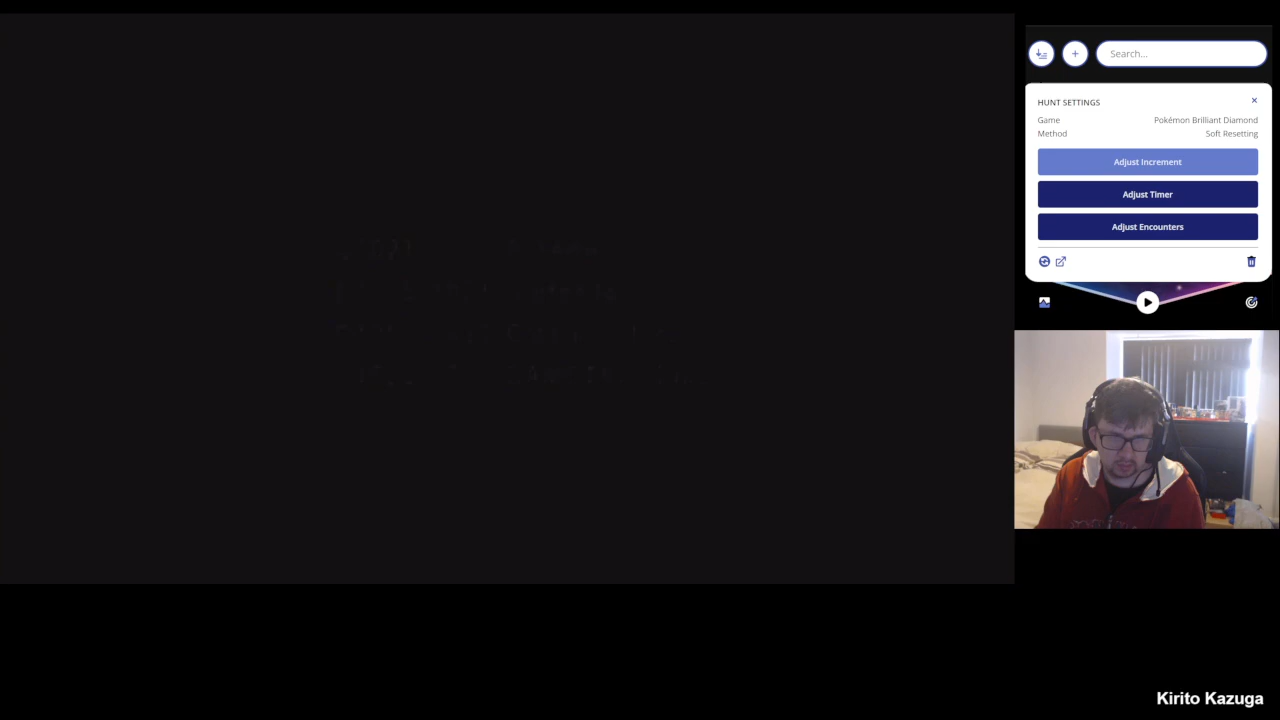 Search...
HUNT SETTINGS
Game Pokémon Brilliant Diamond
Method Soft Resetting
Adjust Increment
Adjust Timer
Adjust Encounters
Kirito Kazuga